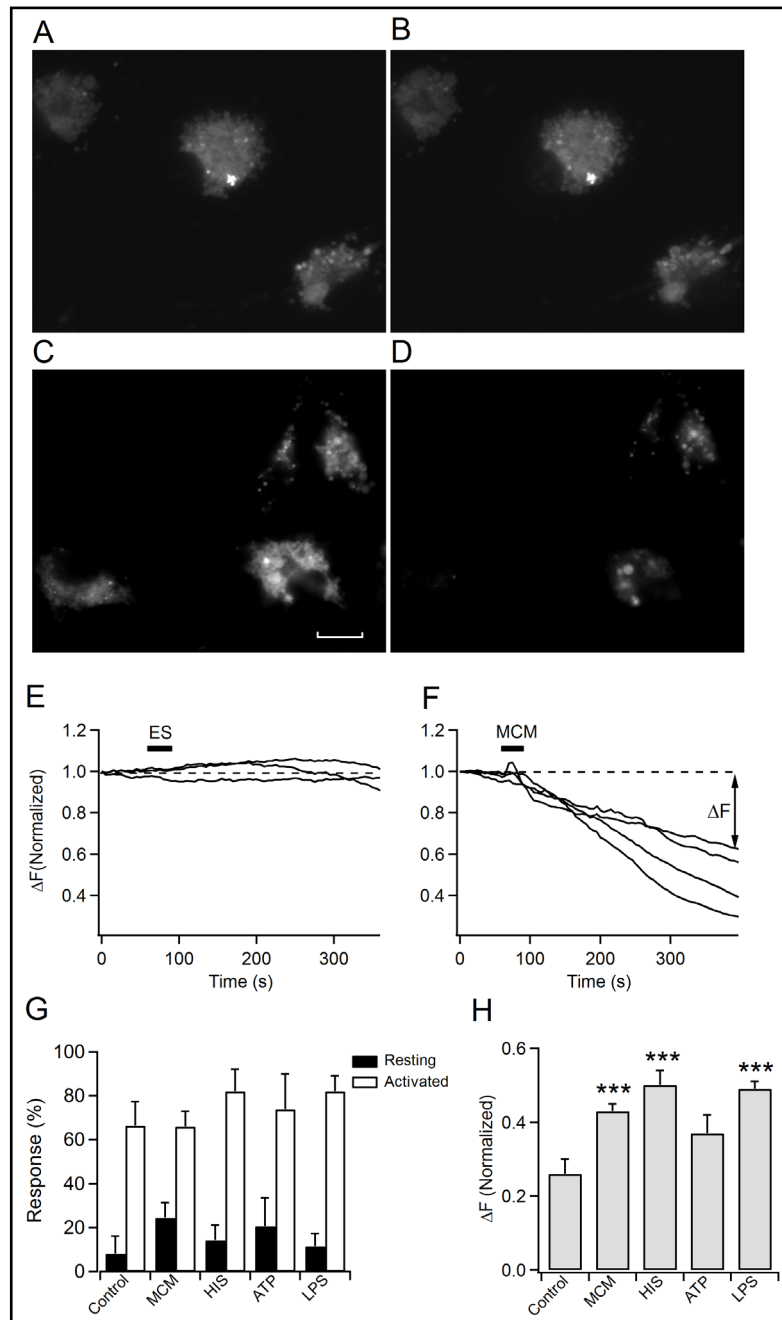 A
B
C
D
E
F
1.2
1.0
0.8
0.6
0.4
ΔF(Normalized)
ES
0
100
200
300
Time (s)
1.2
1.0
0.8
0.6
0.4
MCM
ΔF
0
100
200
300
Time (s)
G
100
80
60
40
20
0
Response (%)
Resting
Activated
Control
MCM
HIS
ATP
LPS
H
0.6
0.4
0.2
0.0
ΔF (Normalized)
***
***
***
Control
MCM
HIS
ATP
LPS